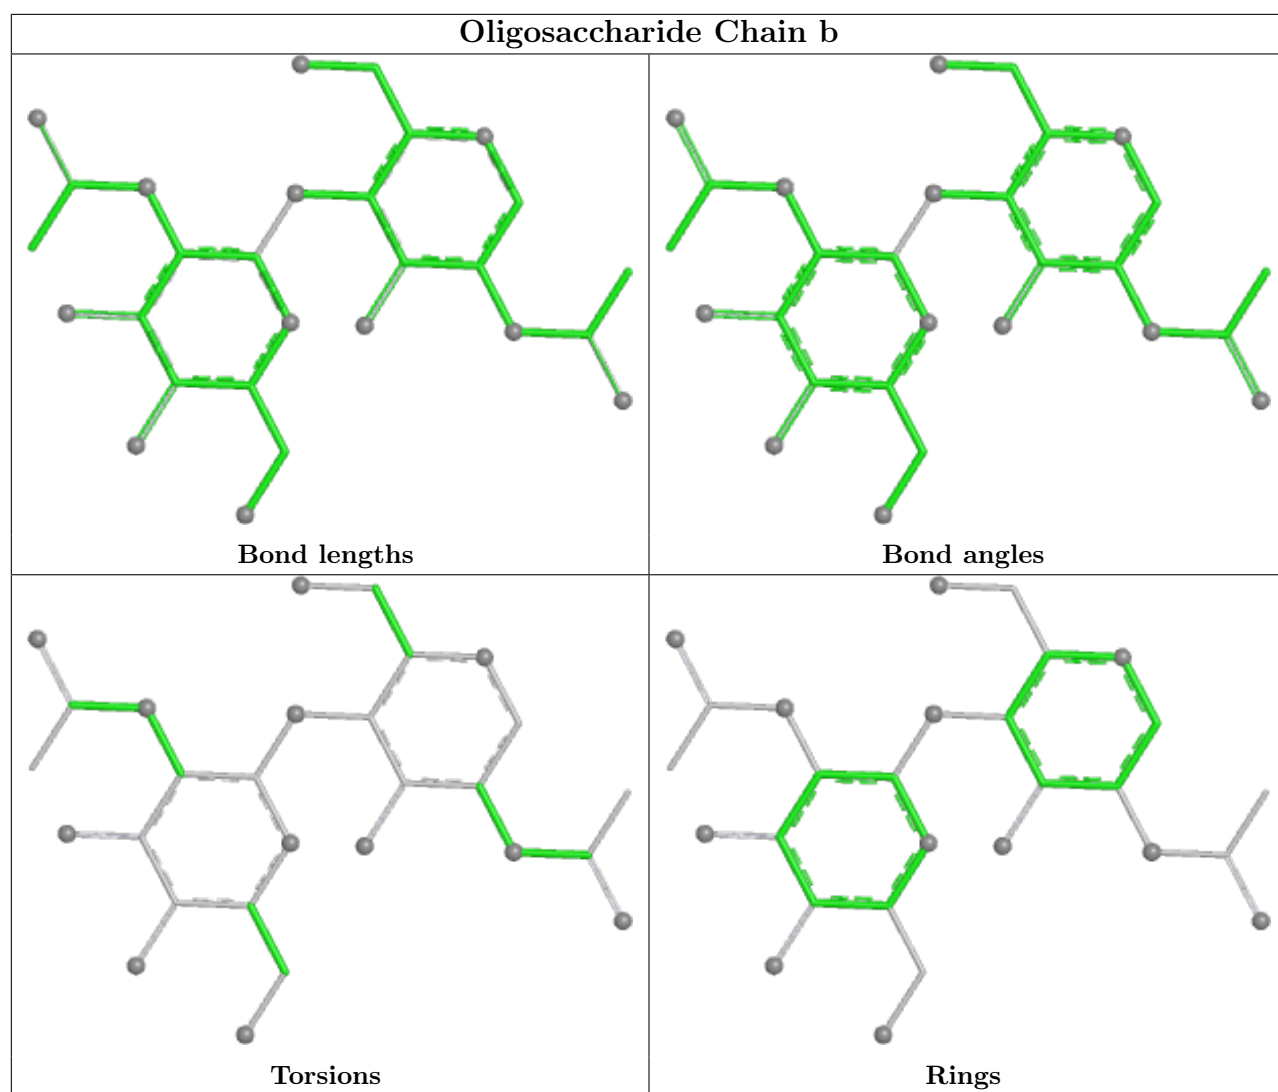 Oligosaccharide Chain b
Bond lengths
Bond angles
Torsions
Rings